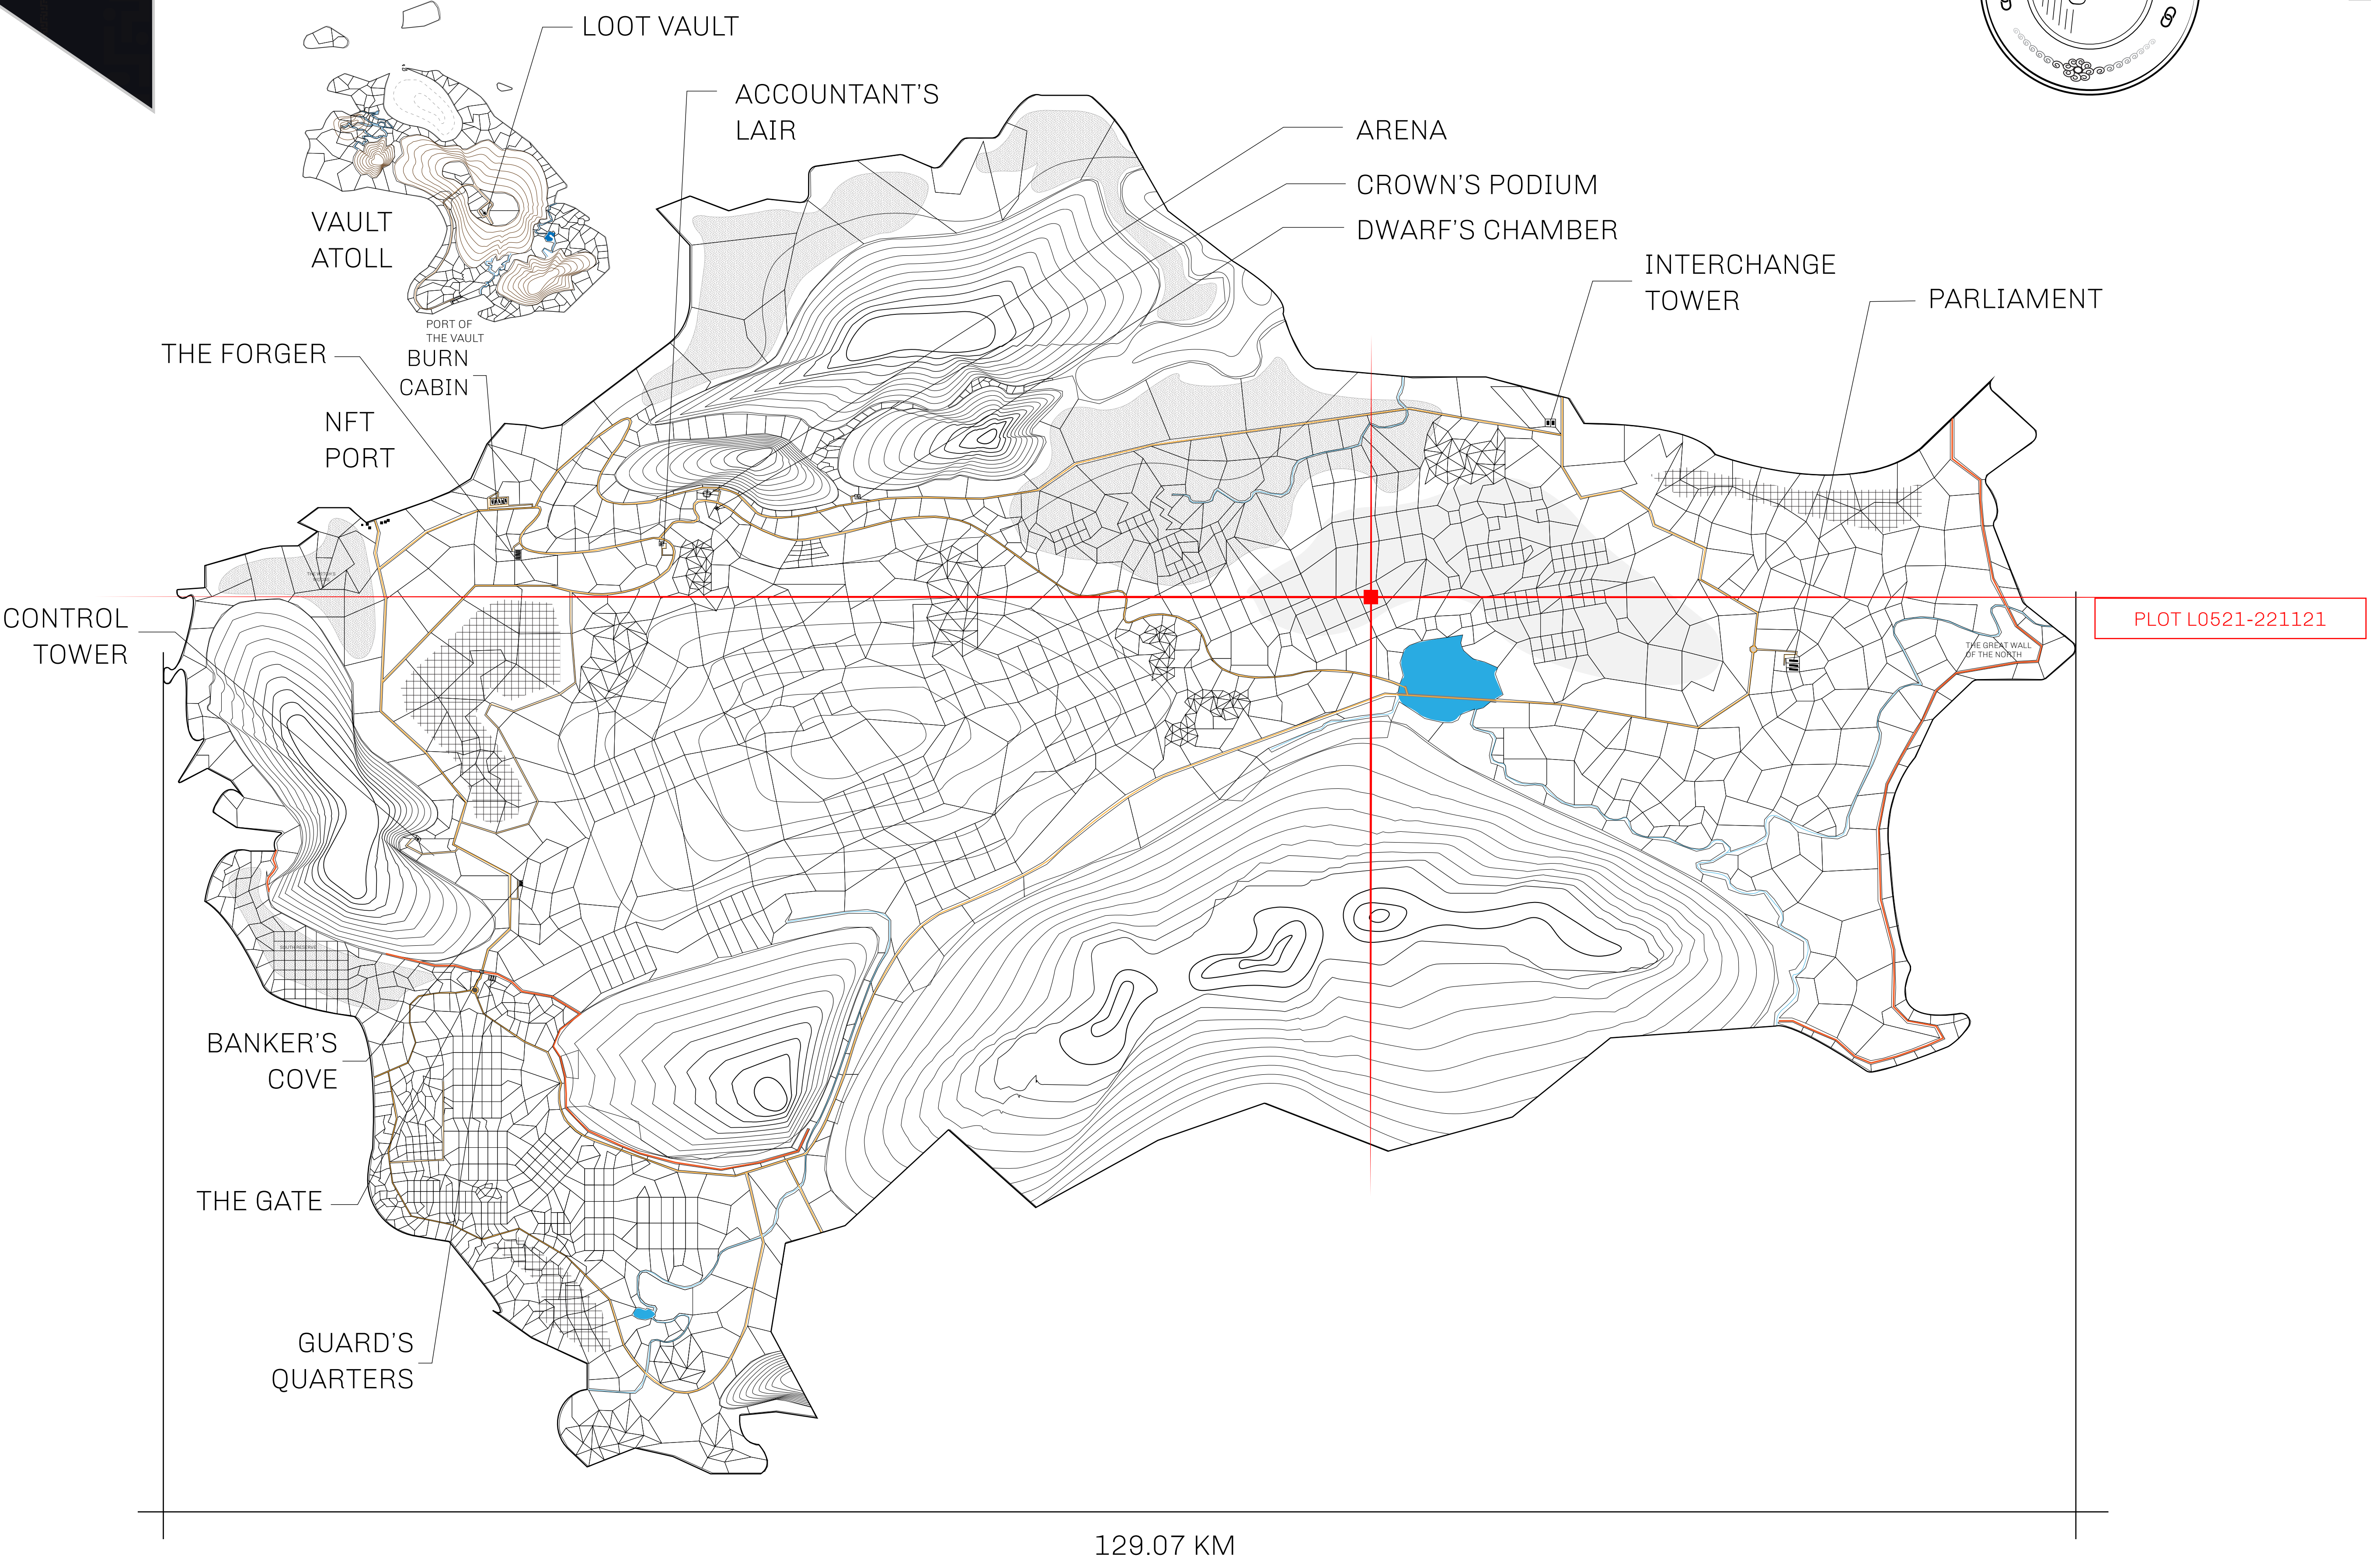 LOOT VAULT
ACCOUNTANT'S
LAIR
ARENA
CROWN'S PODIUM
DWARF'S CHAMBER
INTERCHANGE
TOWER
PARLIAMENT
VAULT
ATOLL
PORT OF
THE VAULT
THE FORGER
BURN
CABIN
NFT
PORT
CONTROL
TOWER
PLOT L0521-221121
THE GREAT WALL
OF THE NORTH
SOUTH RESERVE
BANKER'S
COVE
THE GATE
GUARD'S
QUARTERS
129.07 KM